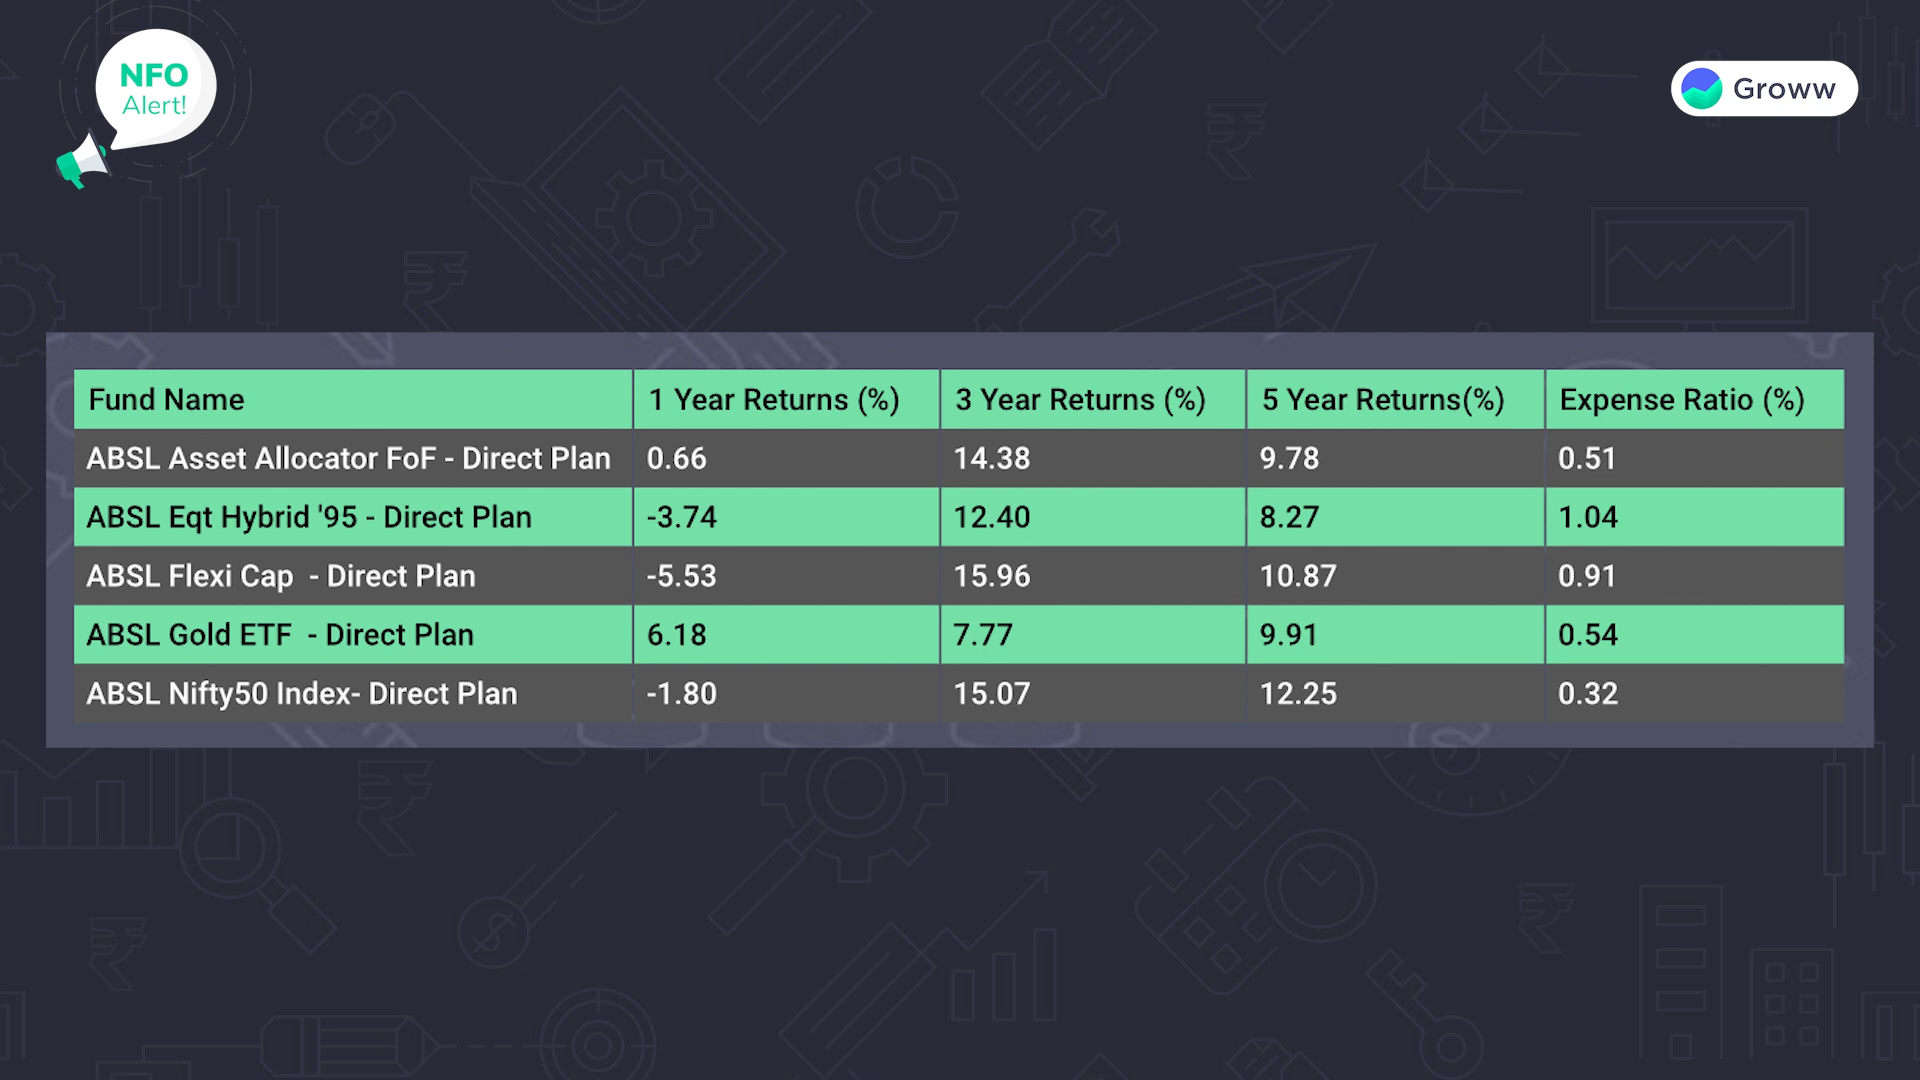 NFO
Alert!
Groww
Fund Name 1 Year Returns (%) 3 Year Returns (%) 5 Year Returns(%) Expense Ratio (%)
ABSL Asset Allocator FoF - Direct Plan 0.66 14.38 9.78 0.51
ABSL Eqt Hybrid '95 - Direct Plan -3.74 12.40 8.27 1.04
ABSL Flexi Cap  - Direct Plan -5.53 15.96 10.87 0.91
ABSL Gold ETF  - Direct Plan 6.18 7.77 9.91 0.54
ABSL Nifty50 Index- Direct Plan -1.80 15.07 12.25 0.32